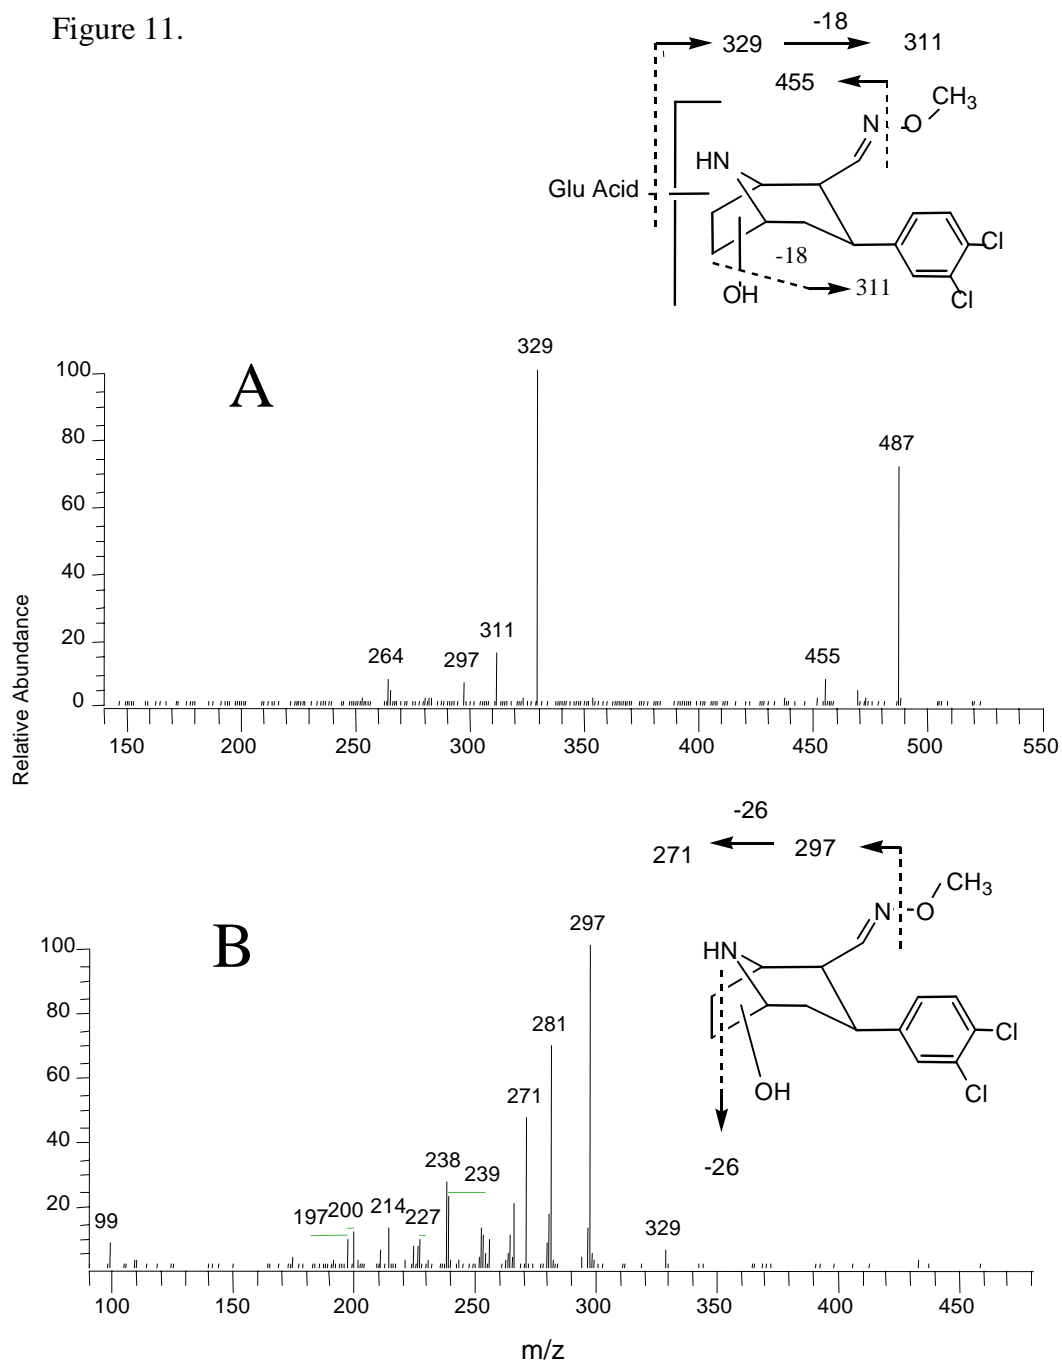 Figure 11.
-18
329
311
455
CH3
N
O
HN
Glu Acid
Cl
-18
OH
311
Cl
A
329
487
311
264
297
455
100
80
60
40
20
0
150 200 250 300 350 400 450 500 550
Relative Abundance
-26
271
297
CH3
N
O
HN
Cl
OH
Cl
-26
B
297
281
271
238
239
197 200 214 227
99
329
100
80
60
40
20
100 150 200 250 300 350 400 450
m/z